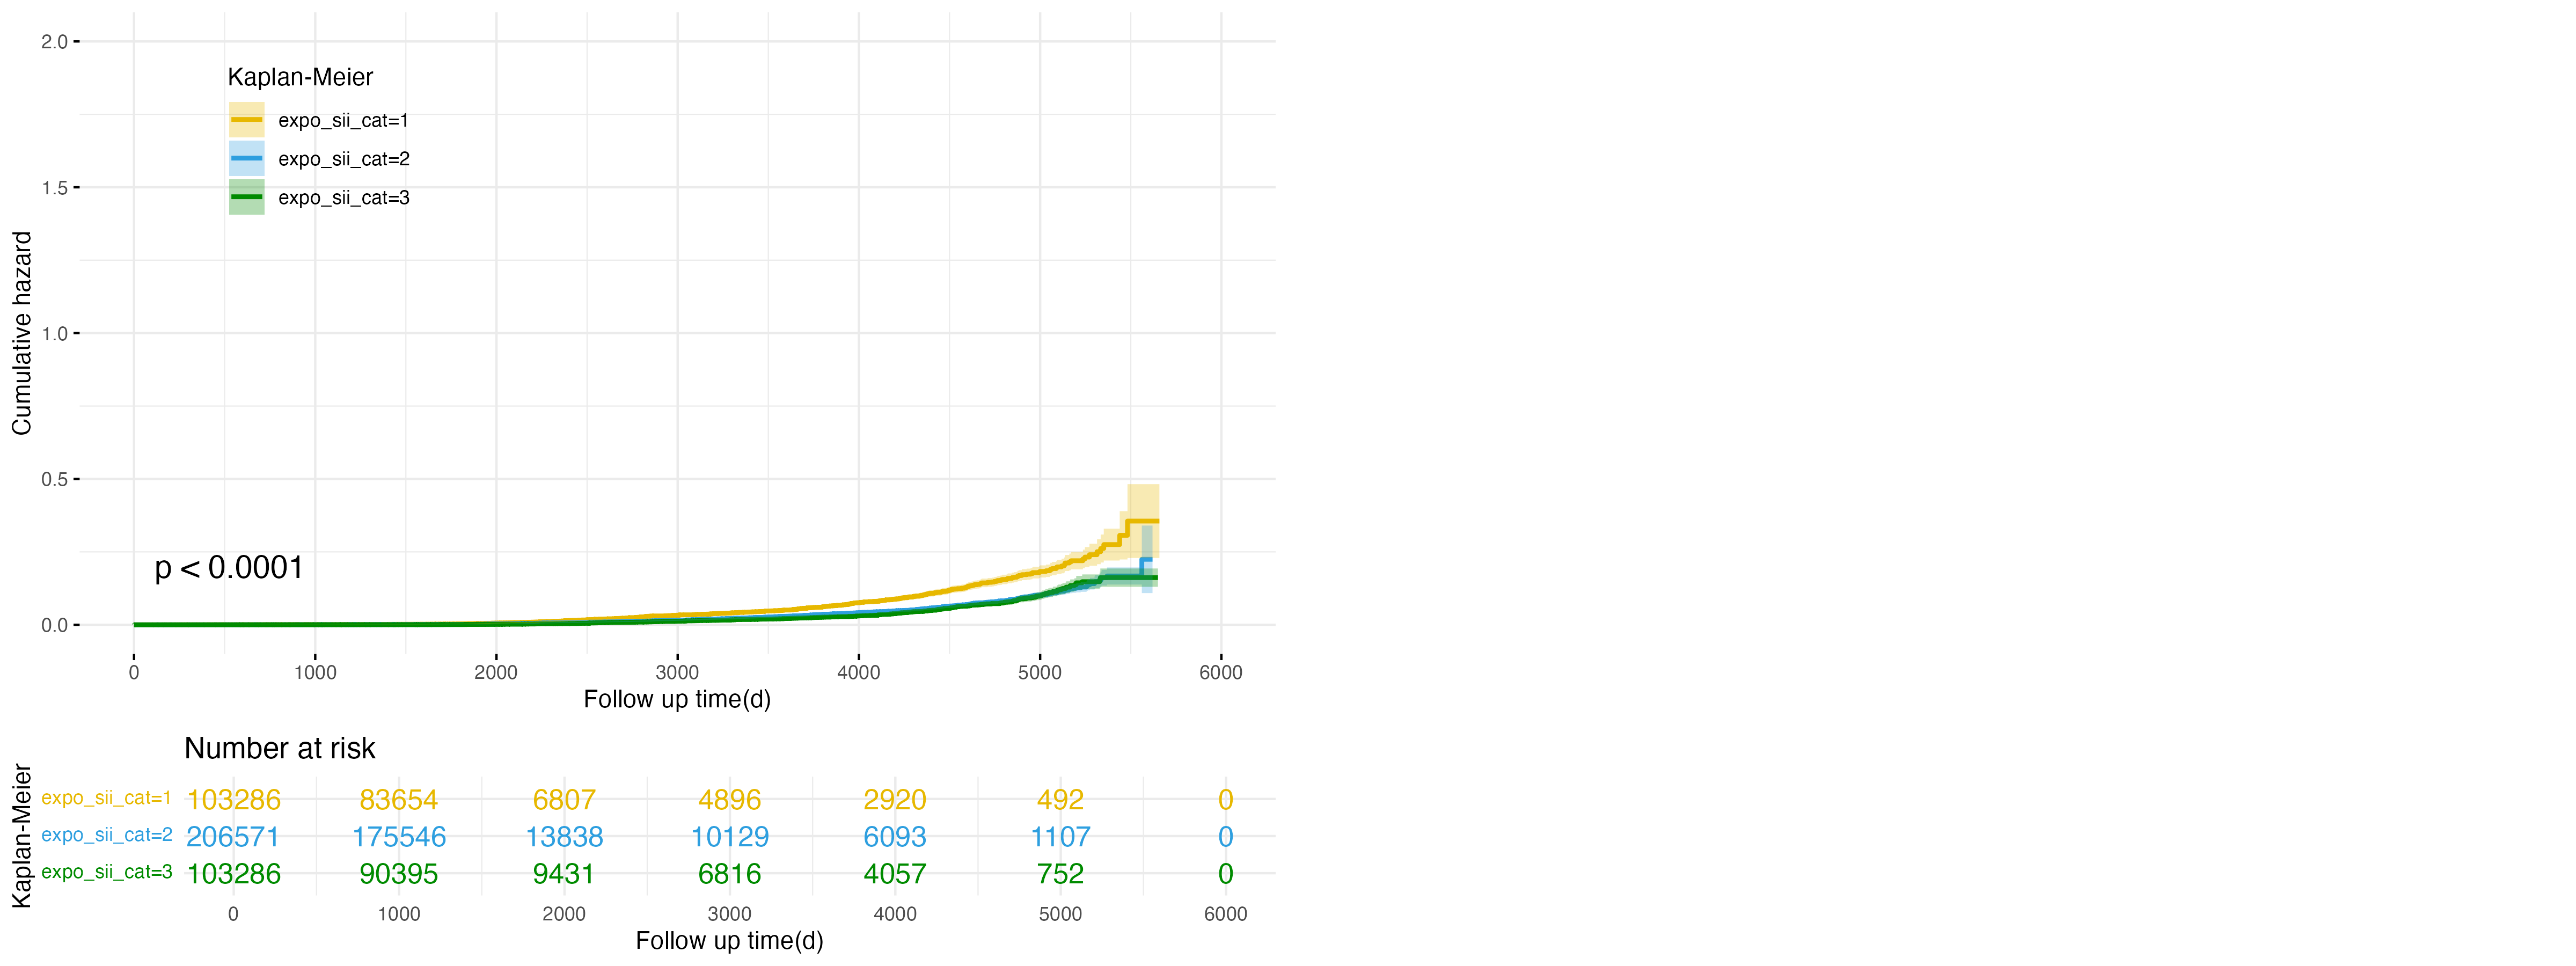 2.0
Kaplan-Meier
expo_sii_cat=1
expo_sii_cat=2
expo_sii_cat=3
1.5
1.0
0.5
0.0
Cumulative hazard
p < 0.0001
0 1000 2000 3000 4000 5000 6000
Follow up time(d)
Number at risk
Kaplan-Meier
expo_sii_cat=1 103286 83654 6807 4896 2920 492 0
expo_sii_cat=2 206571 175546 13838 10129 6093 1107 0
expo_sii_cat=3 103286 90395 9431 6816 4057 752 0
0 1000 2000 3000 4000 5000 6000
Follow up time(d)